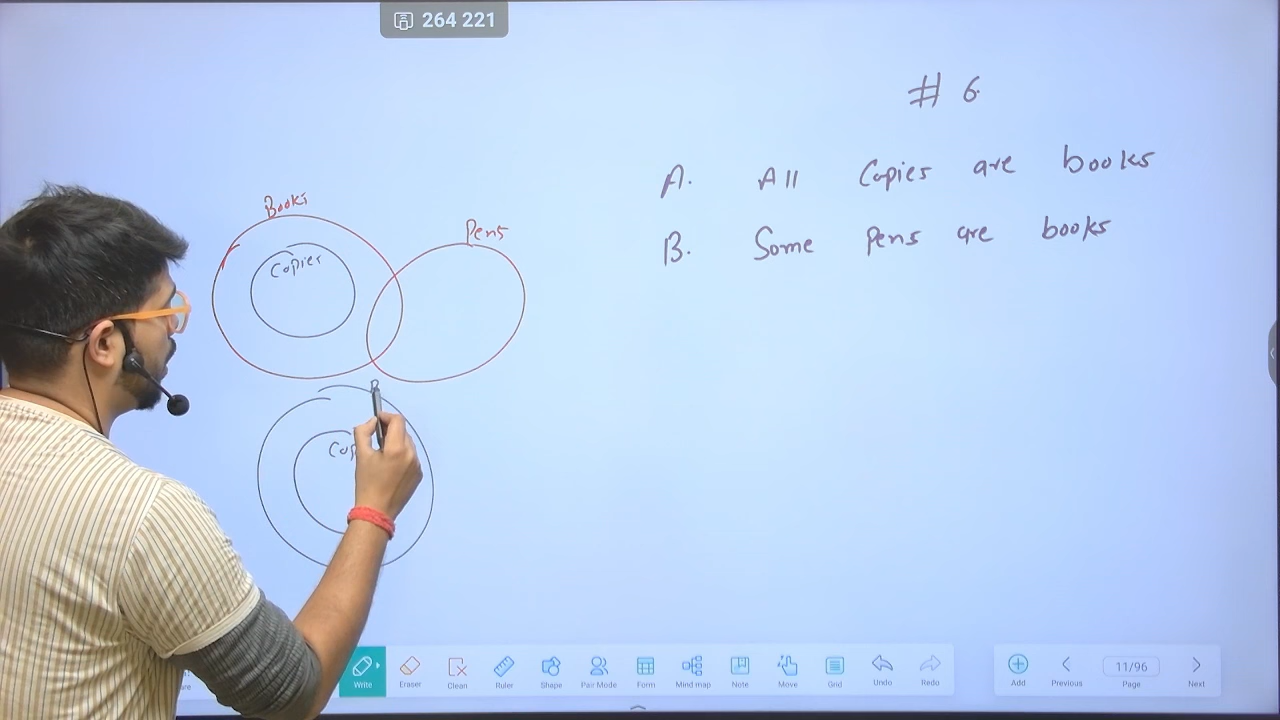 264 221
# 6.
A. All Copies are books
B. Some Pens are books
Books
Pens
Copies
Write
Eraser
Clean
Ruler
Shape
Pair Mode
Form
Mind map
Note
Move
Grid
Undo
Redo
Add
Previous
11/96
Page
Next